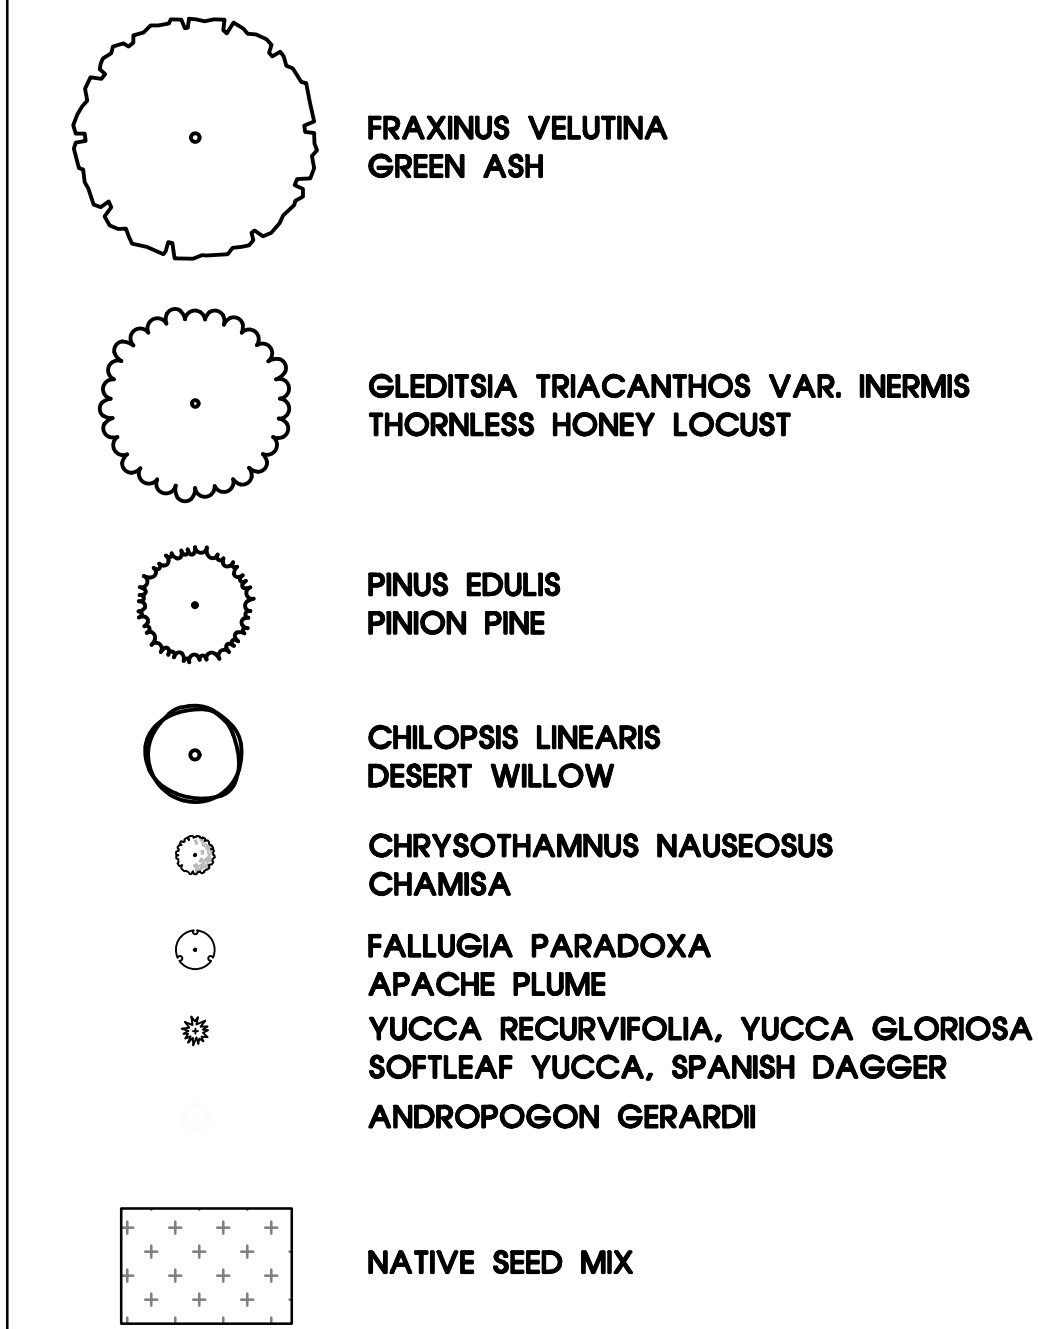 FRAXINUS VELUTINA
GREEN ASH
GLEDITSIA TRIACANTHOS VAR. INERMIS
THORNLESS HONEY LOCUST
PINUS EDULIS
PINION PINE
CHILOPSIS LINEARIS
DESERT WILLOW
CHRYSOTHAMNUS NAUSEOSUS
CHAMISA
FALLUGIA PARADOXA
APACHE PLUME
YUCCA RECURVIFOLIA, YUCCA GLORIOSA
SOFTLEAF YUCCA, SPANISH DAGGER
ANDROPOGON GERARDII
NATIVE SEED MIX